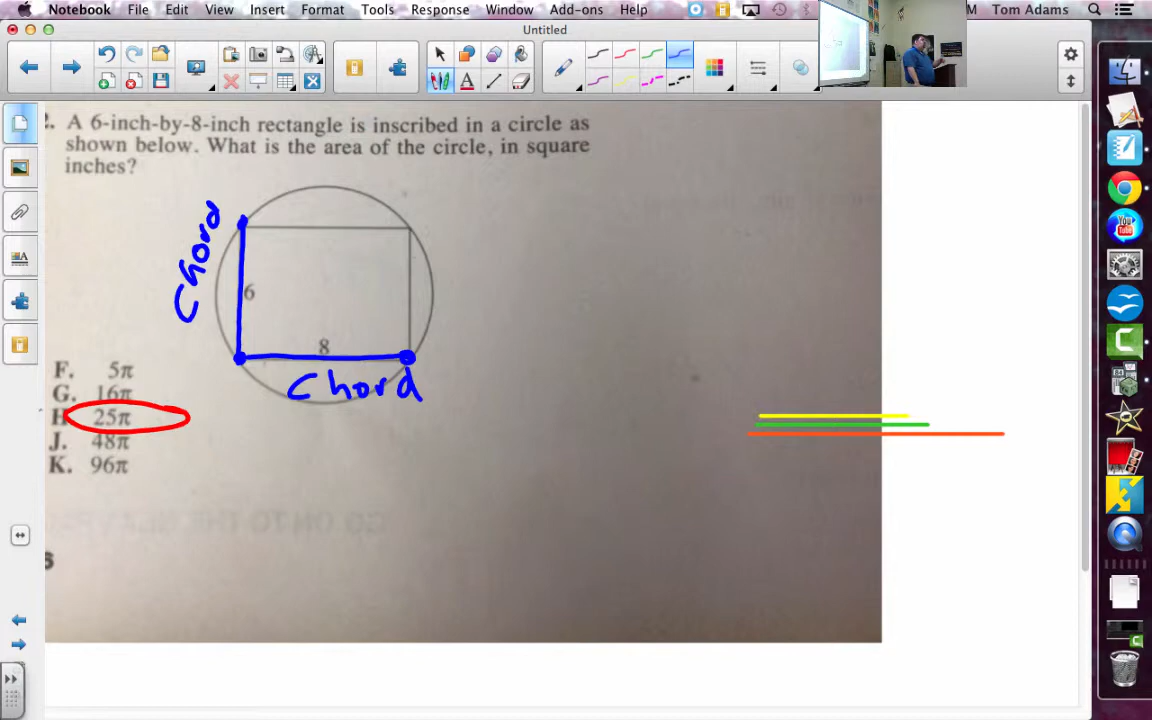 Notebook File Edit View Insert Format Tools Response Window Add-ons Help
M Tom Adams
Untitled
2. A 6-inch-by-8-inch rectangle is inscribed in a circle as
shown below. What is the area of the circle, in square
inches?
Chord
6
8
Chord
F. 5π
G. 16π
H 25π
J. 48π
K. 96π